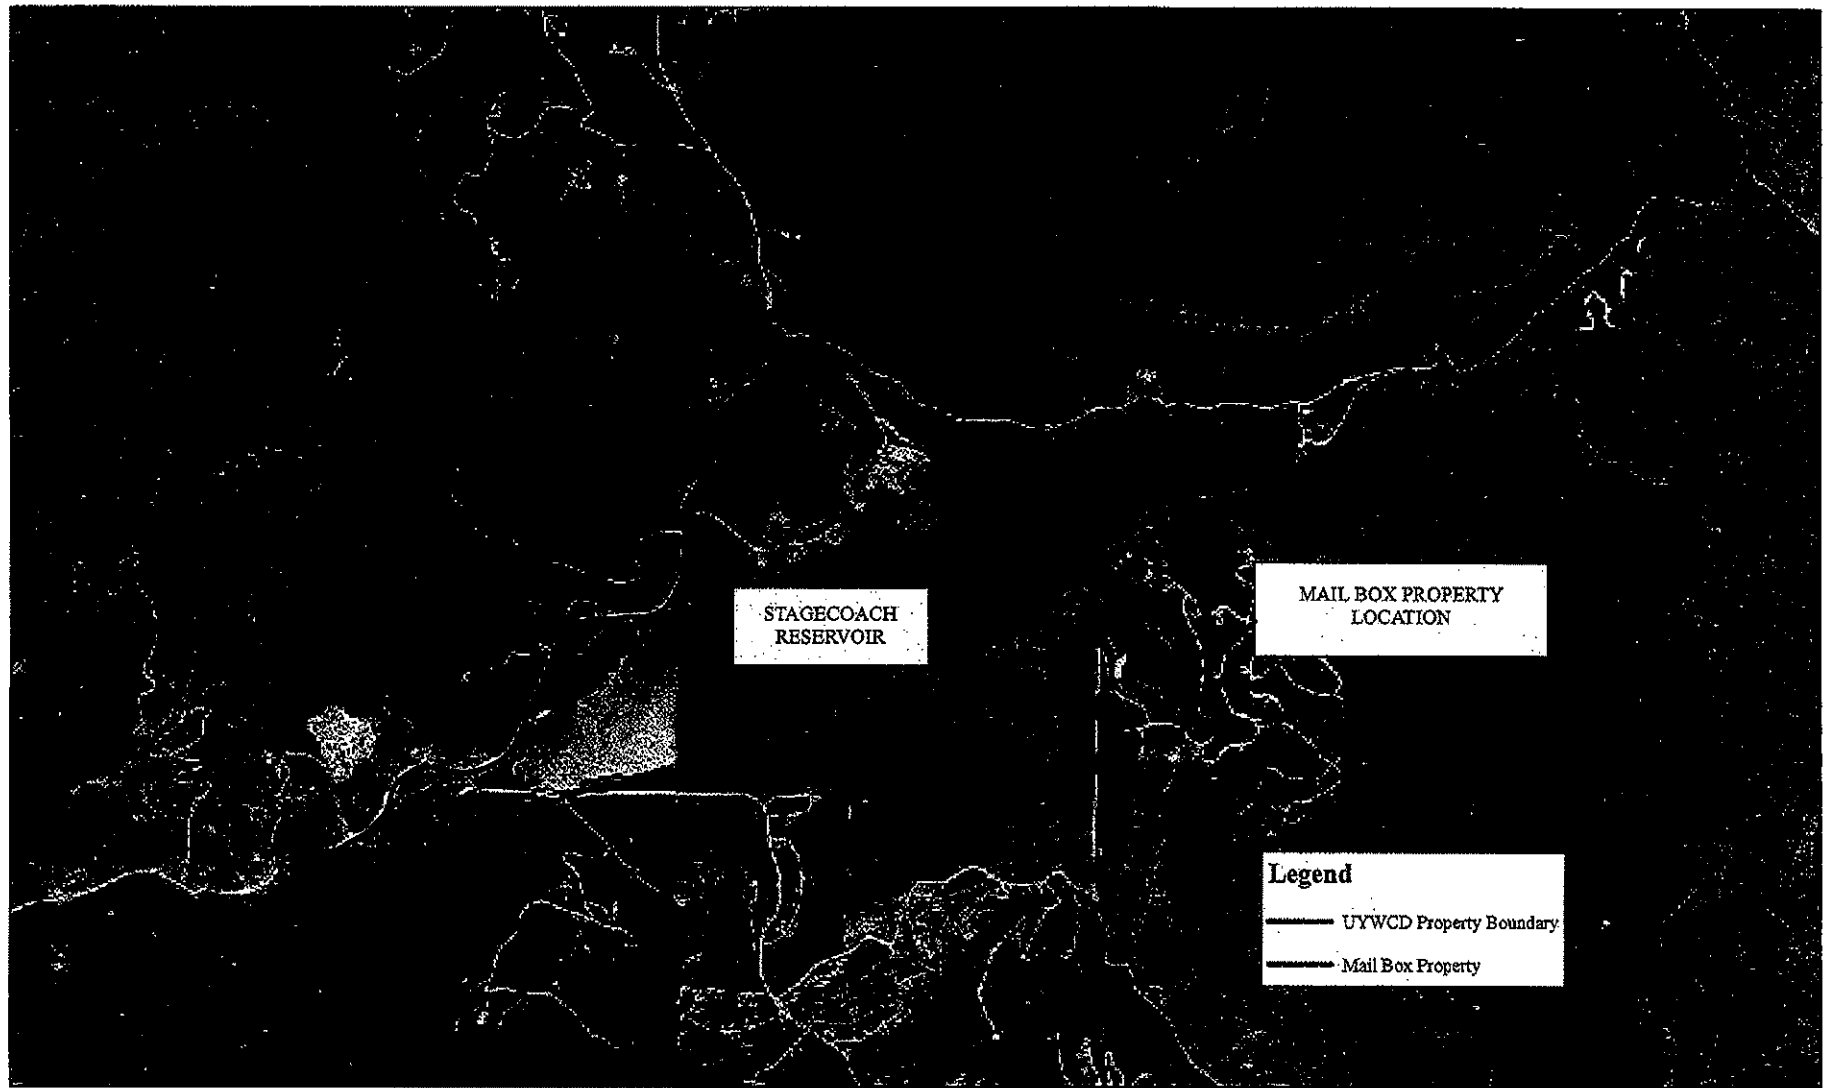 STAGECOACH
RESERVOIR
MAIL BOX PROPERTY
LOCATION
Legend
UYWCD Property Boundary
Mail Box Property